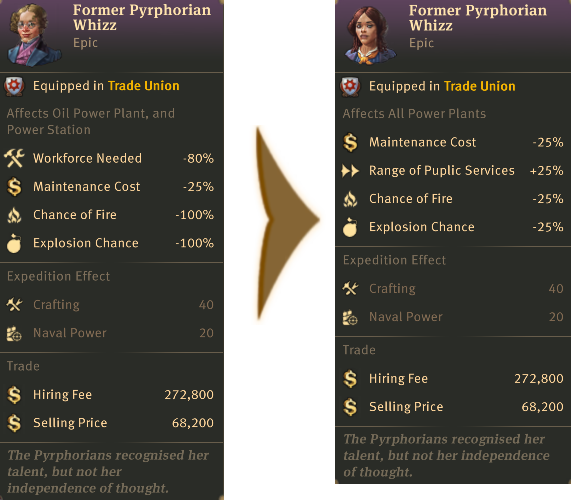 Former Pyrphorian
Whizz
Epic
Equipped in Trade Union
Affects Oil Power Plant, and
Power Station
Workforce Needed -80%
Maintenance Cost -25%
Chance of Fire -100%
Explosion Chance -100%
Expedition Effect
Crafting 40
Naval Power 20
Trade
Hiring Fee 272,800
Selling Price 68,200
The Pyrphorians recognised her
talent, but not her
independence of thought.
Former Pyrphorian
Whizz
Epic
Equipped in Trade Union
Affects All Power Plants
Maintenance Cost -25%
Range of Puplic Services +25%
Chance of Fire -25%
Explosion Chance -25%
Expedition Effect
Crafting 40
Naval Power 20
Trade
Hiring Fee 272,800
Selling Price 68,200
The Pyrphorians recognised her
talent, but not her independence
of thought.